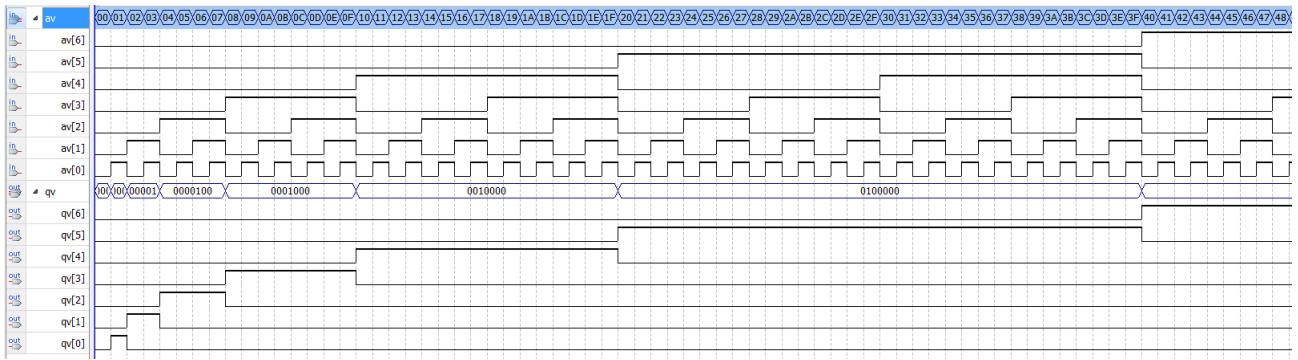 av 00 01 02 03 04 05 06 07 08 09 0A 0B 0C 0D 0E 0F 10 11 12 13 14 15 16 17 18 19 1A 1B 1C 1D 1E 1F 20 21 22 23 24 25 26 27 28 29 2A 2B 2C 2D 2E 2F 30 31 32 33 34 35 36 37 38 39 3A 3B 3C 3D 3E 3F 40 41 42 43 44 45 46 47 48
in av[6]
in av[5]
in av[4]
in av[3]
in av[2]
in av[1]
in av[0]
out qv 00001 0000100 0001000 0010000 0100000
out qv[6]
out qv[5]
out qv[4]
out qv[3]
out qv[2]
out qv[1]
out qv[0]